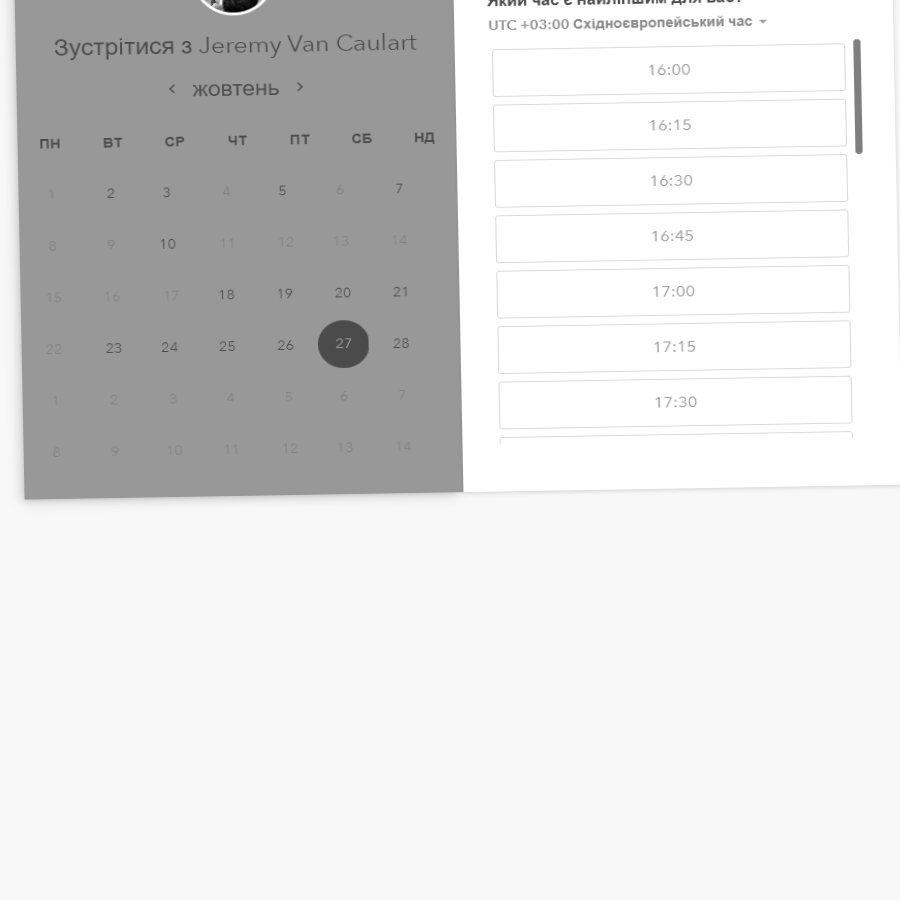 Який час є найліпшим для вас?
UTC +03:00 Східноєвропейський час
Зустрітися з Jeremy Van Caulart
жовтень
ПН ВТ СР ЧТ ПТ СБ НД
1 2 3 4 5 6 7
8 9 10 11 12 13 14
15 16 17 18 19 20 21
22 23 24 25 26 27 28
1 2 3 4 5 6 7
8 9 10 11 12 13 14
16:00
16:15
16:30
16:45
17:00
17:15
17:30